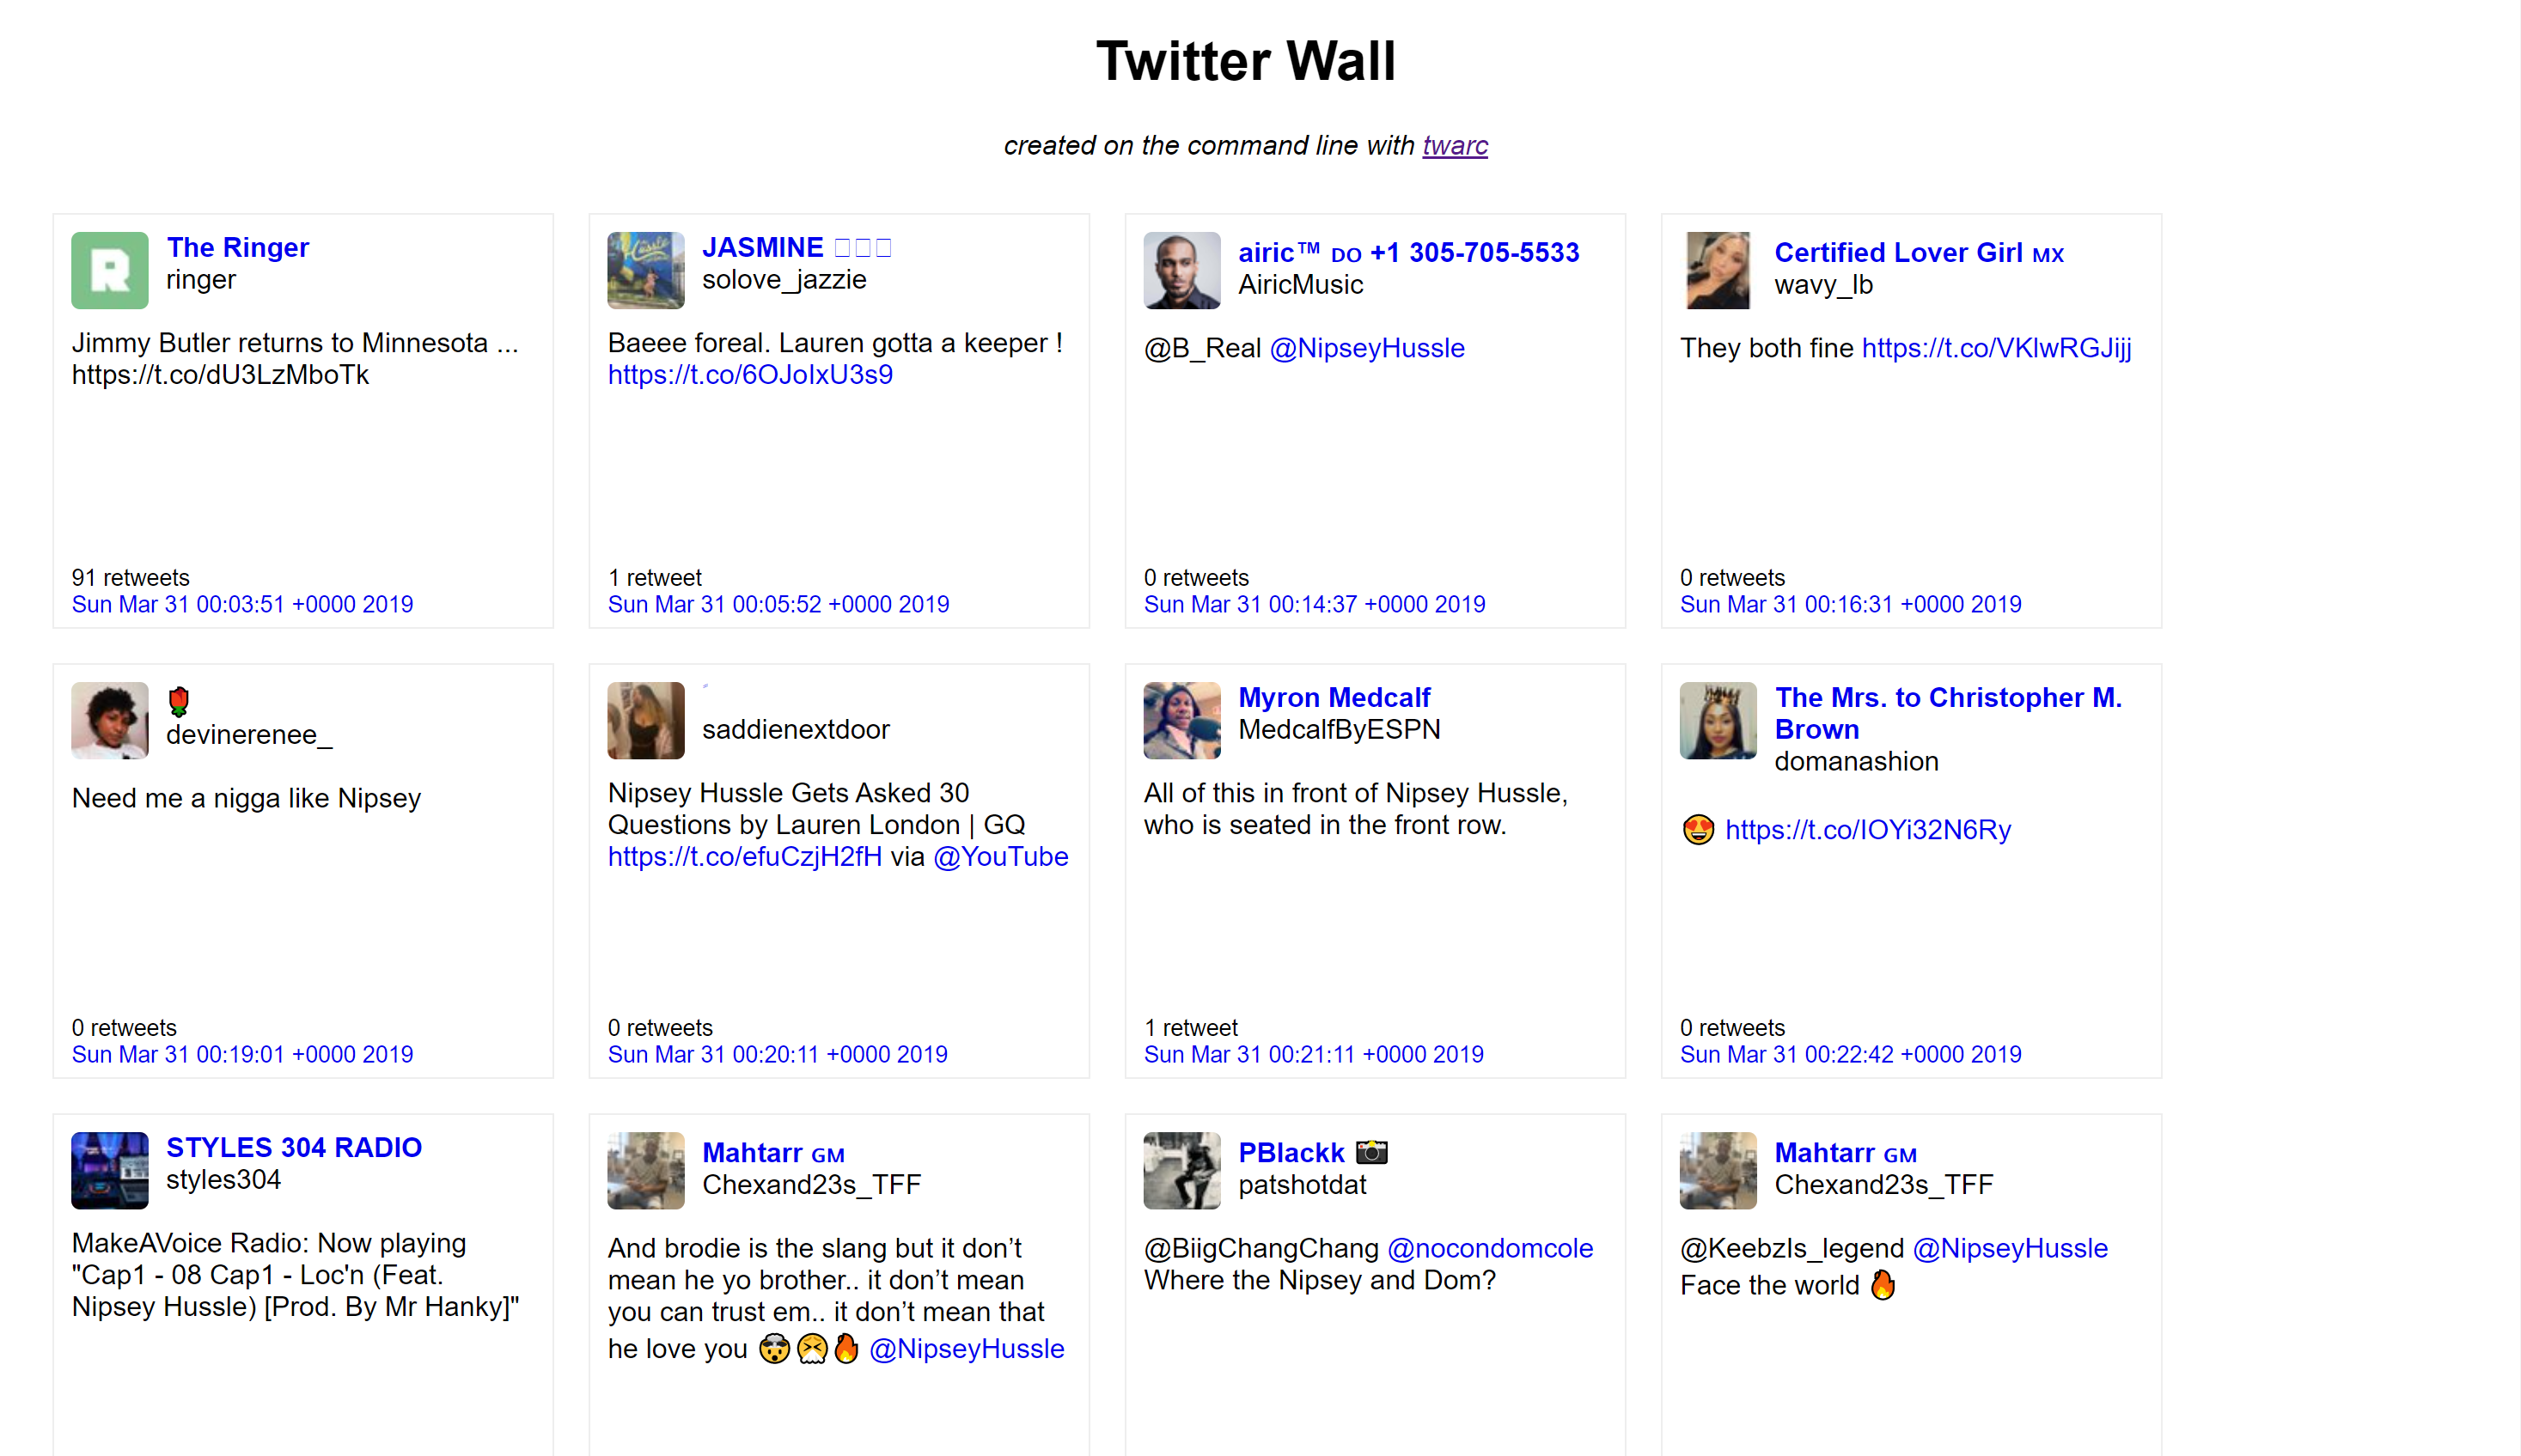 Twitter Wall
created on the command line with twarc
The Ringer
ringer
Jimmy Butler returns to Minnesota ...
https://t.co/dU3LzMboTk
91 retweets
Sun Mar 31 00:03:51 +0000 2019
JASMINE
solove_jazzie
Baeee foreal. Lauren gotta a keeper !
https://t.co/6OJoIxU3s9
1 retweet
Sun Mar 31 00:05:52 +0000 2019
airic™ DO +1 305-705-5533
AiricMusic
@B_Real @NipseyHussle
0 retweets
Sun Mar 31 00:14:37 +0000 2019
Certified Lover Girl MX
wavy_lb
They both fine https://t.co/VKlwRGJijj
0 retweets
Sun Mar 31 00:16:31 +0000 2019
🌹
devinerenee_
Need me a nigga like Nipsey
0 retweets
Sun Mar 31 00:19:01 +0000 2019
saddienextdoor
Nipsey Hussle Gets Asked 30
Questions by Lauren London | GQ
https://t.co/efuCzjH2fH via @YouTube
0 retweets
Sun Mar 31 00:20:11 +0000 2019
Myron Medcalf
MedcalfByESPN
All of this in front of Nipsey Hussle,
who is seated in the front row.
1 retweet
Sun Mar 31 00:21:11 +0000 2019
The Mrs. to Christopher M.
Brown
domanashion
😍 https://t.co/IOYi32N6Ry
0 retweets
Sun Mar 31 00:22:42 +0000 2019
STYLES 304 RADIO
styles304
MakeAVoice Radio: Now playing
"Cap1 - 08 Cap1 - Loc'n (Feat.
Nipsey Hussle) [Prod. By Mr Hanky]"
Mahtarr GM
Chexand23s_TFF
And brodie is the slang but it don’t
mean he yo brother.. it don’t mean
you can trust em.. it don’t mean that
he love you 🤯😤🔥 @NipseyHussle
PBlackk 📷
patshotdat
@BiigChangChang @nocondomcole
Where the Nipsey and Dom?
Mahtarr GM
Chexand23s_TFF
@KeebzIs_legend @NipseyHussle
Face the world 🔥